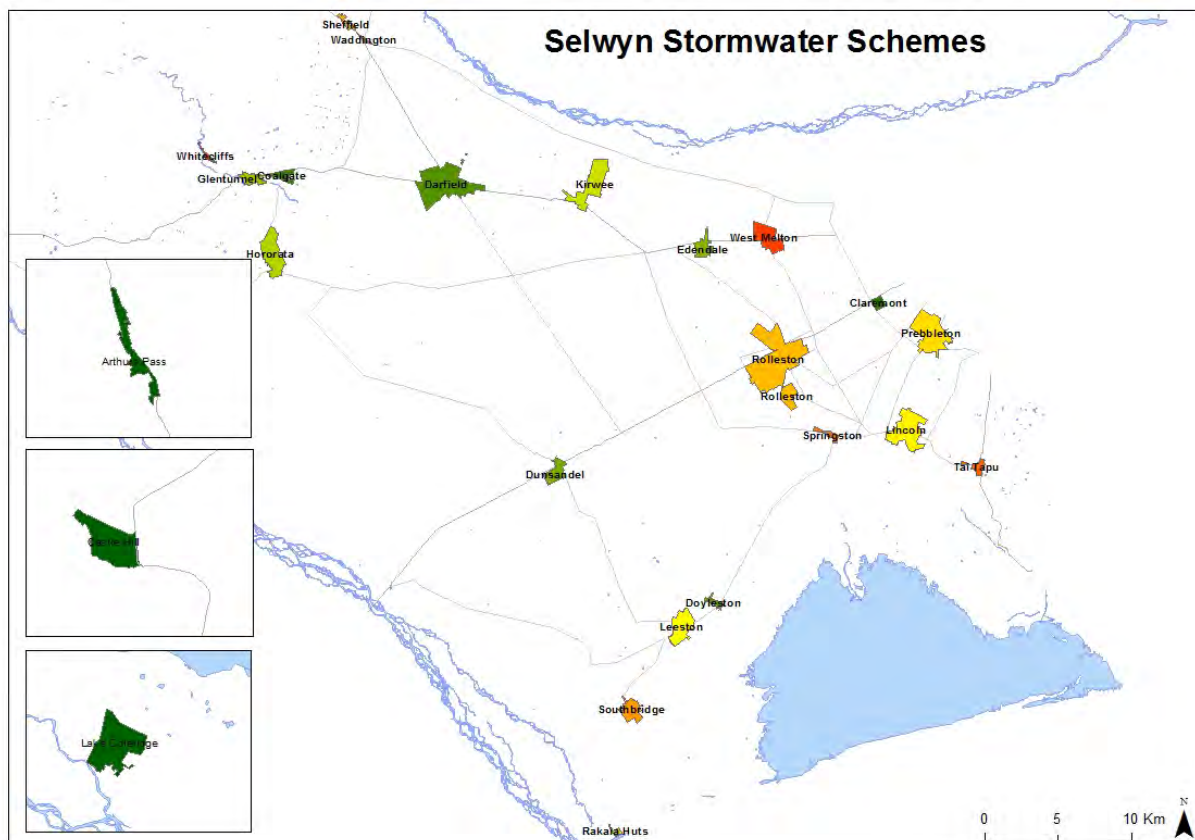 Selwyn Stormwater Schemes
Sheffield
Waddington
Whitecliffs
Glentunnel
Coalgate
Darfield
Kirwee
Hororata
Edendale
West Melton
Claremont
Prebbleton
Rolleston
Rolleston
Springston
Lincoln
Tai Tapu
Dunsandel
Doyleston
Leeston
Southbridge
Rakaia Huts
Arthurs Pass
Castle Hill
Lake Coleridge
0 5 10 Km
N